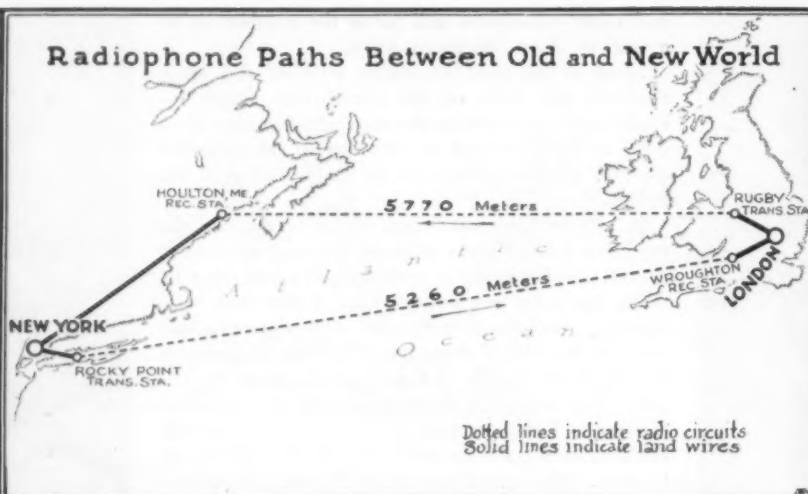 Radiophone Paths Between Old and New World
HOULTON, ME.
REC. STA.
5770 Meters
RUGBY
TRANS. STA.
LONDON
WROUGHTON
REC. STA.
Atlantic
5260 Meters
NEW YORK
ROCKY POINT
TRANS. STA.
Ocean
Dotted lines indicate radio circuits
Solid lines indicate land wires